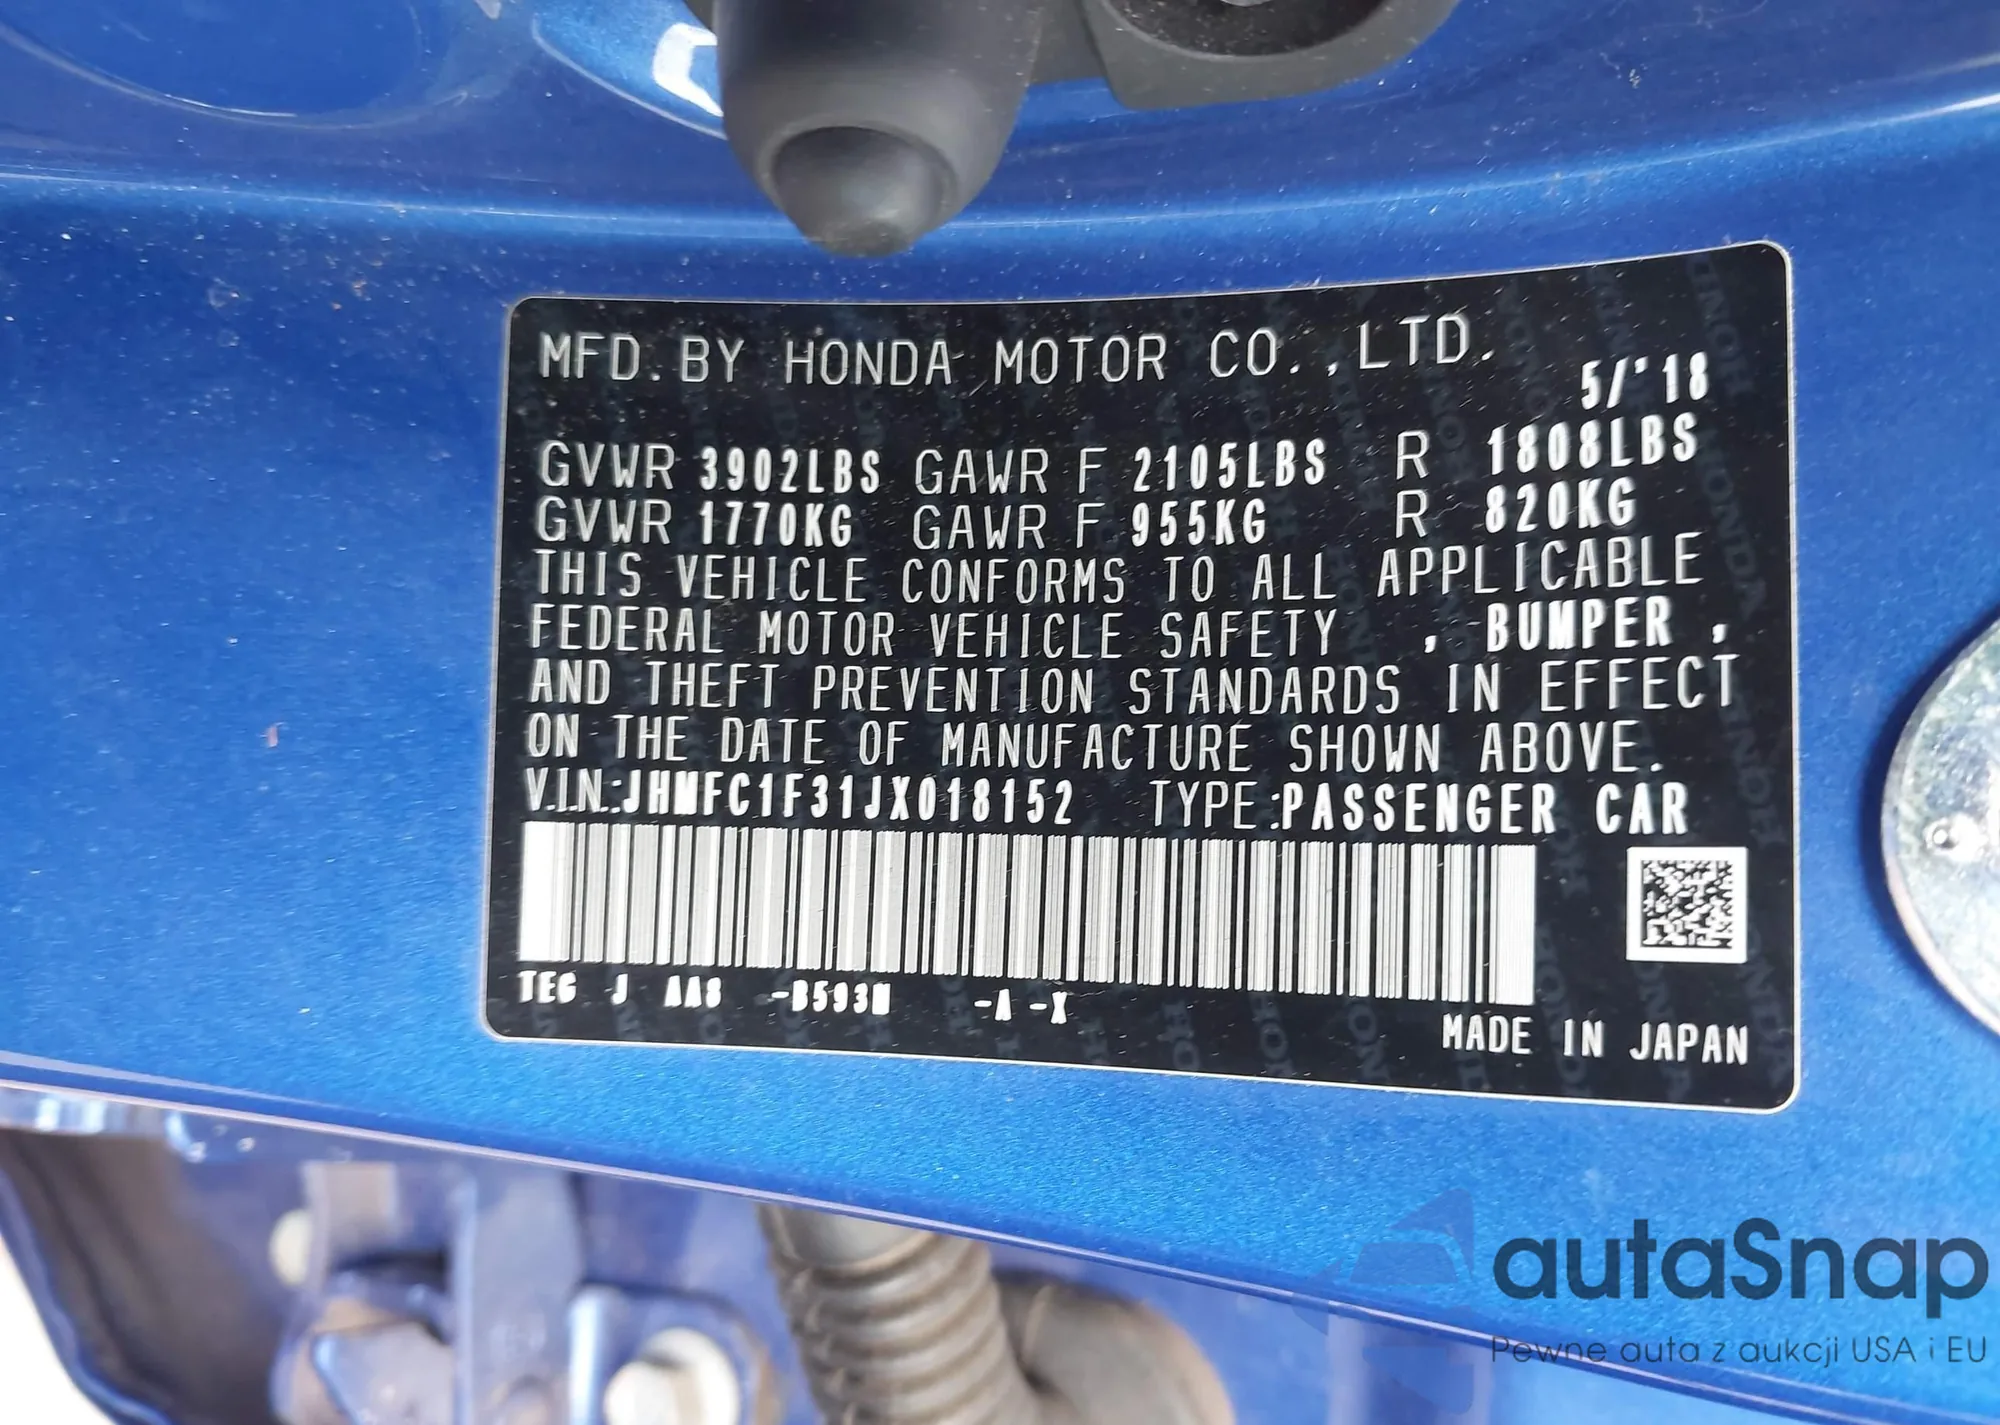 MFD. BY HONDA MOTOR CO., LTD.
5/'18
GVWR 3902LBS GAWR F 2105LBS R 1808LBS
GVWR 1770KG GAWR F 955KG R 820KG
THIS VEHICLE CONFORMS TO ALL APPLICABLE
FEDERAL MOTOR VEHICLE SAFETY , BUMPER ,
AND THEFT PREVENTION STANDARDS IN EFFECT
ON THE DATE OF MANUFACTURE SHOWN ABOVE.
V.I.N.:JHMFC1F31JX018152 TYPE:PASSENGER CAR
TEG J AA8 -B593M -A -X
MADE IN JAPAN
autaSnap
Pewne auta z aukcji USA i EU